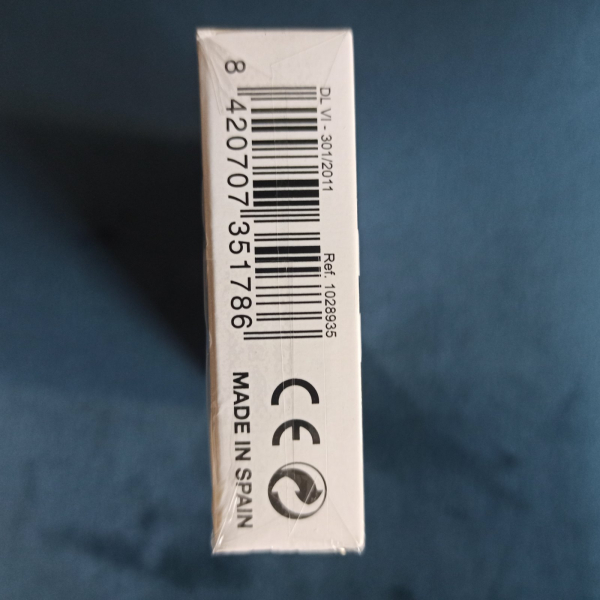 DL VI - 301/2011
Ref. 1028935
8 420707 351786
CE
MADE IN SPAIN